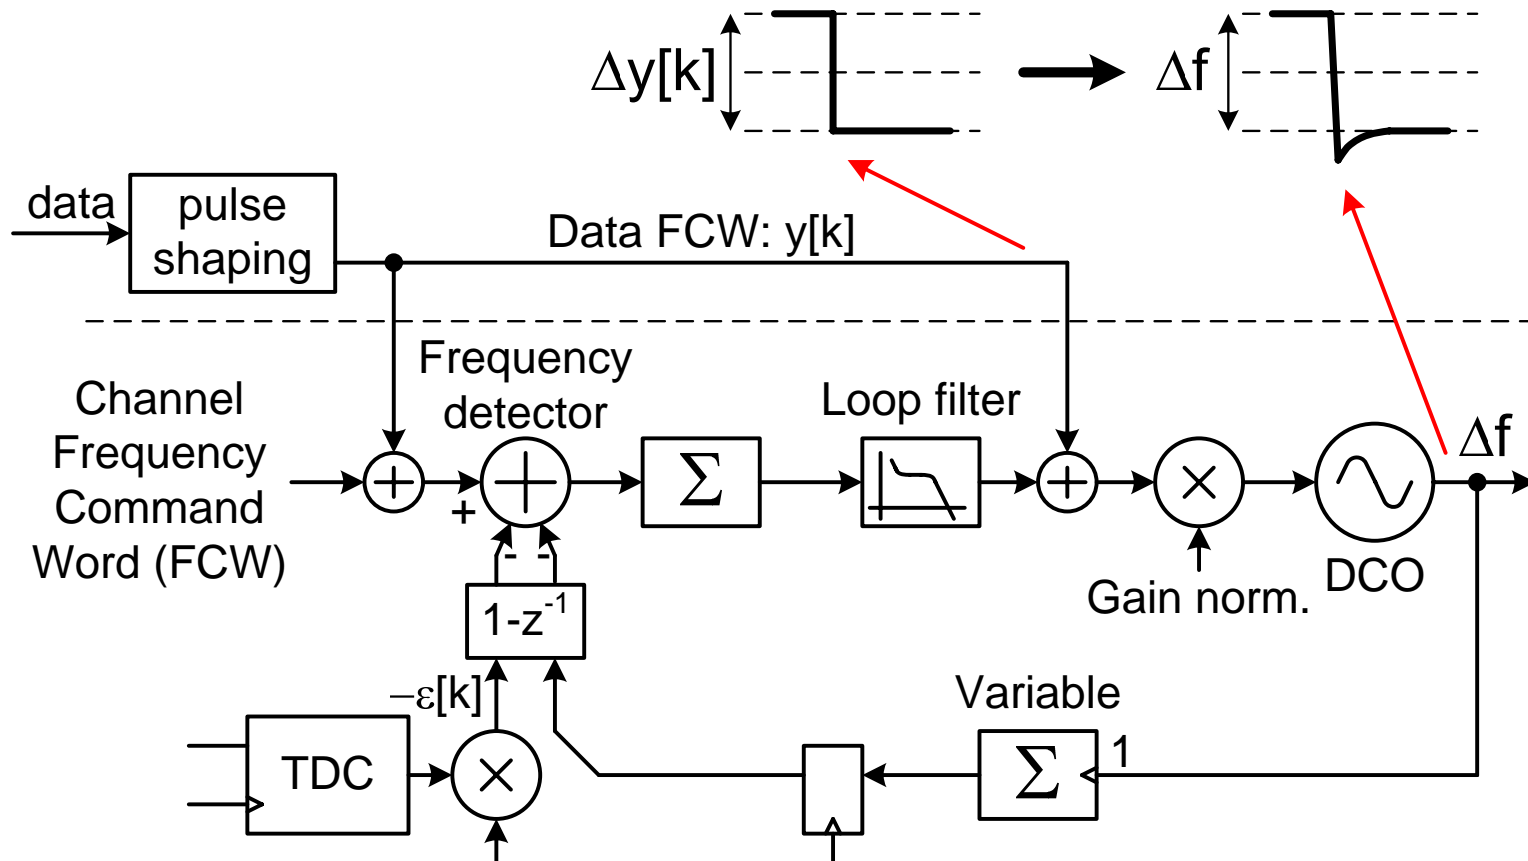 Δy[k]
Δf
data
pulse
shaping
Data FCW: y[k]
Channel
Frequency
Command
Word (FCW)
Frequency
detector
+
- -
Σ
Loop filter
Gain norm.
DCO
Δf
1-z⁻¹
−ε[k]
TDC
Variable
Σ
1